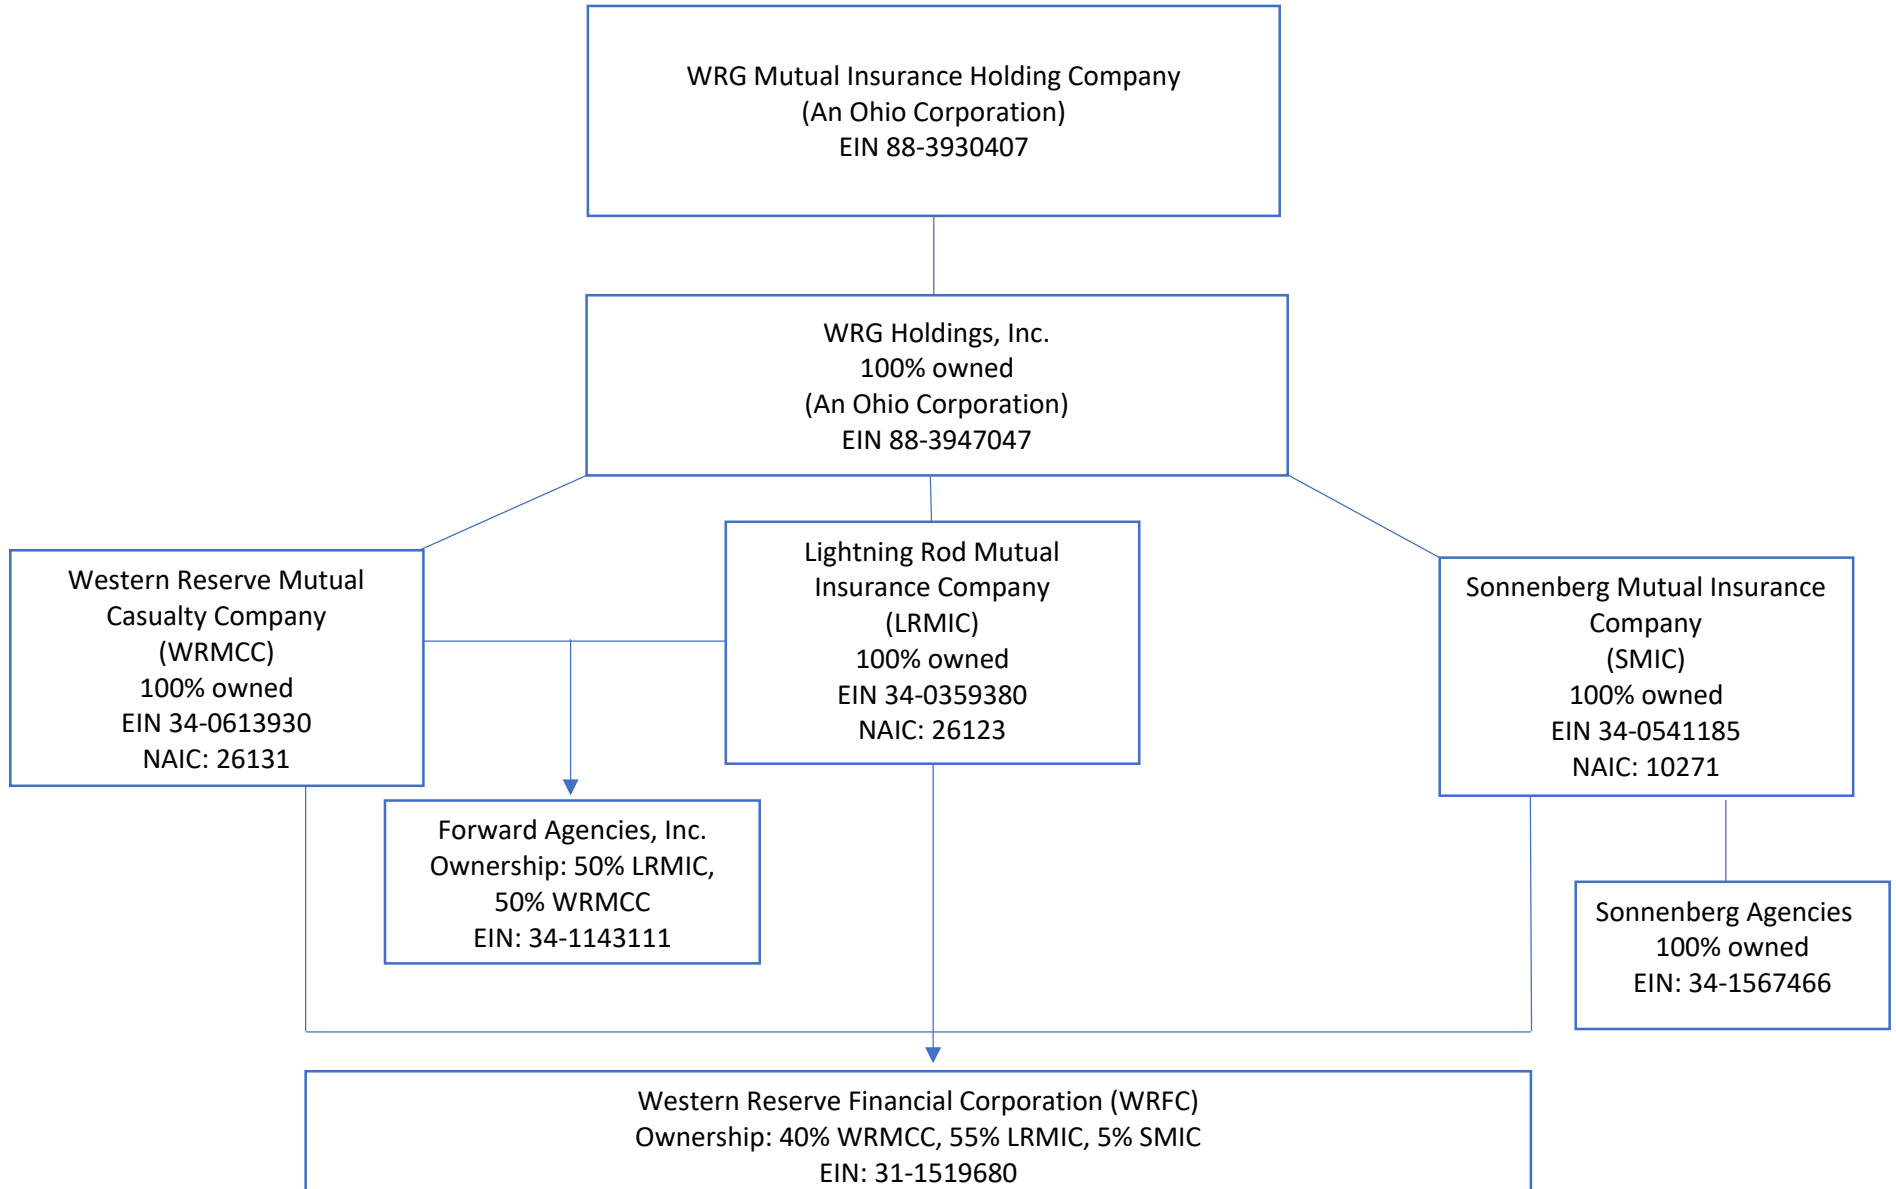 WRG Mutual Insurance Holding Company
(An Ohio Corporation)
EIN 88-3930407
WRG Holdings, Inc.
100% owned
(An Ohio Corporation)
EIN 88-3947047
Western Reserve Mutual
Casualty Company
(WRMCC)
100% owned
EIN 34-0613930
NAIC: 26131
Lightning Rod Mutual
Insurance Company
(LRMIC)
100% owned
EIN 34-0359380
NAIC: 26123
Sonnenberg Mutual Insurance
Company
(SMIC)
100% owned
EIN 34-0541185
NAIC: 10271
Forward Agencies, Inc.
Ownership: 50% LRMIC,
50% WRMCC
EIN: 34-1143111
Sonnenberg Agencies
100% owned
EIN: 34-1567466
Western Reserve Financial Corporation (WRFC)
Ownership: 40% WRMCC, 55% LRMIC, 5% SMIC
EIN: 31-1519680